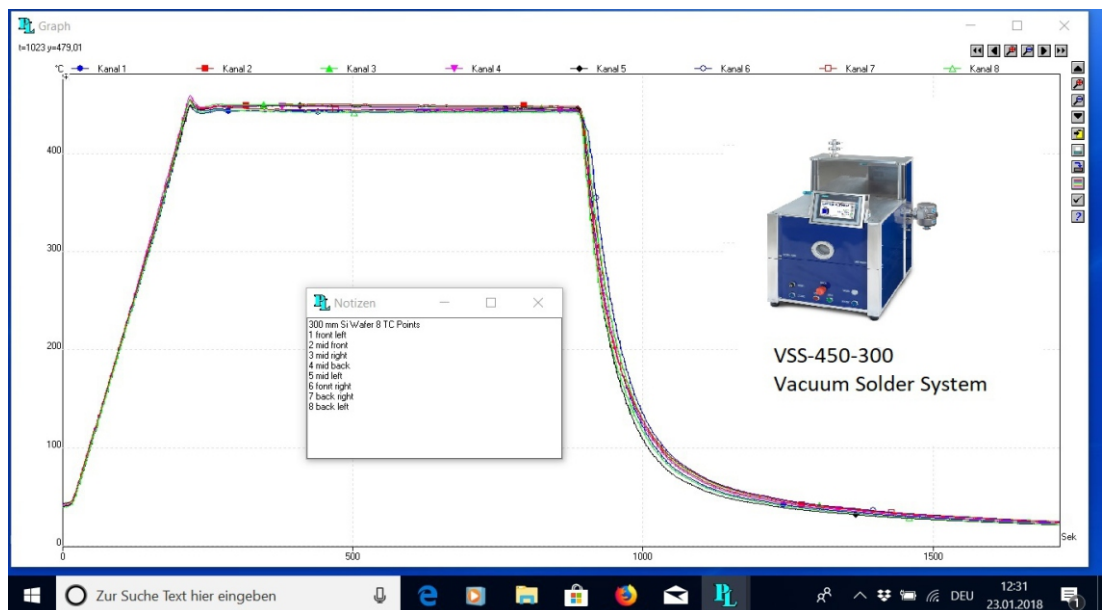 Graph
t=1023 y=479,01
°C Kanal 1 Kanal 2 Kanal 3 Kanal 4 Kanal 5 Kanal 6 Kanal 7 Kanal 8
400
300
200
100
0
0 500 1000 1500 Sek
Notizen
300 mm Si Wafer 8 TC Points
1 front left
2 mid front
3 mid right
4 mid back
5 mid left
6 fornt right
7 back right
8 back left
VSS-450-300
Vacuum Solder System
Zur Suche Text hier eingeben
DEU
12:31
23.01.2018